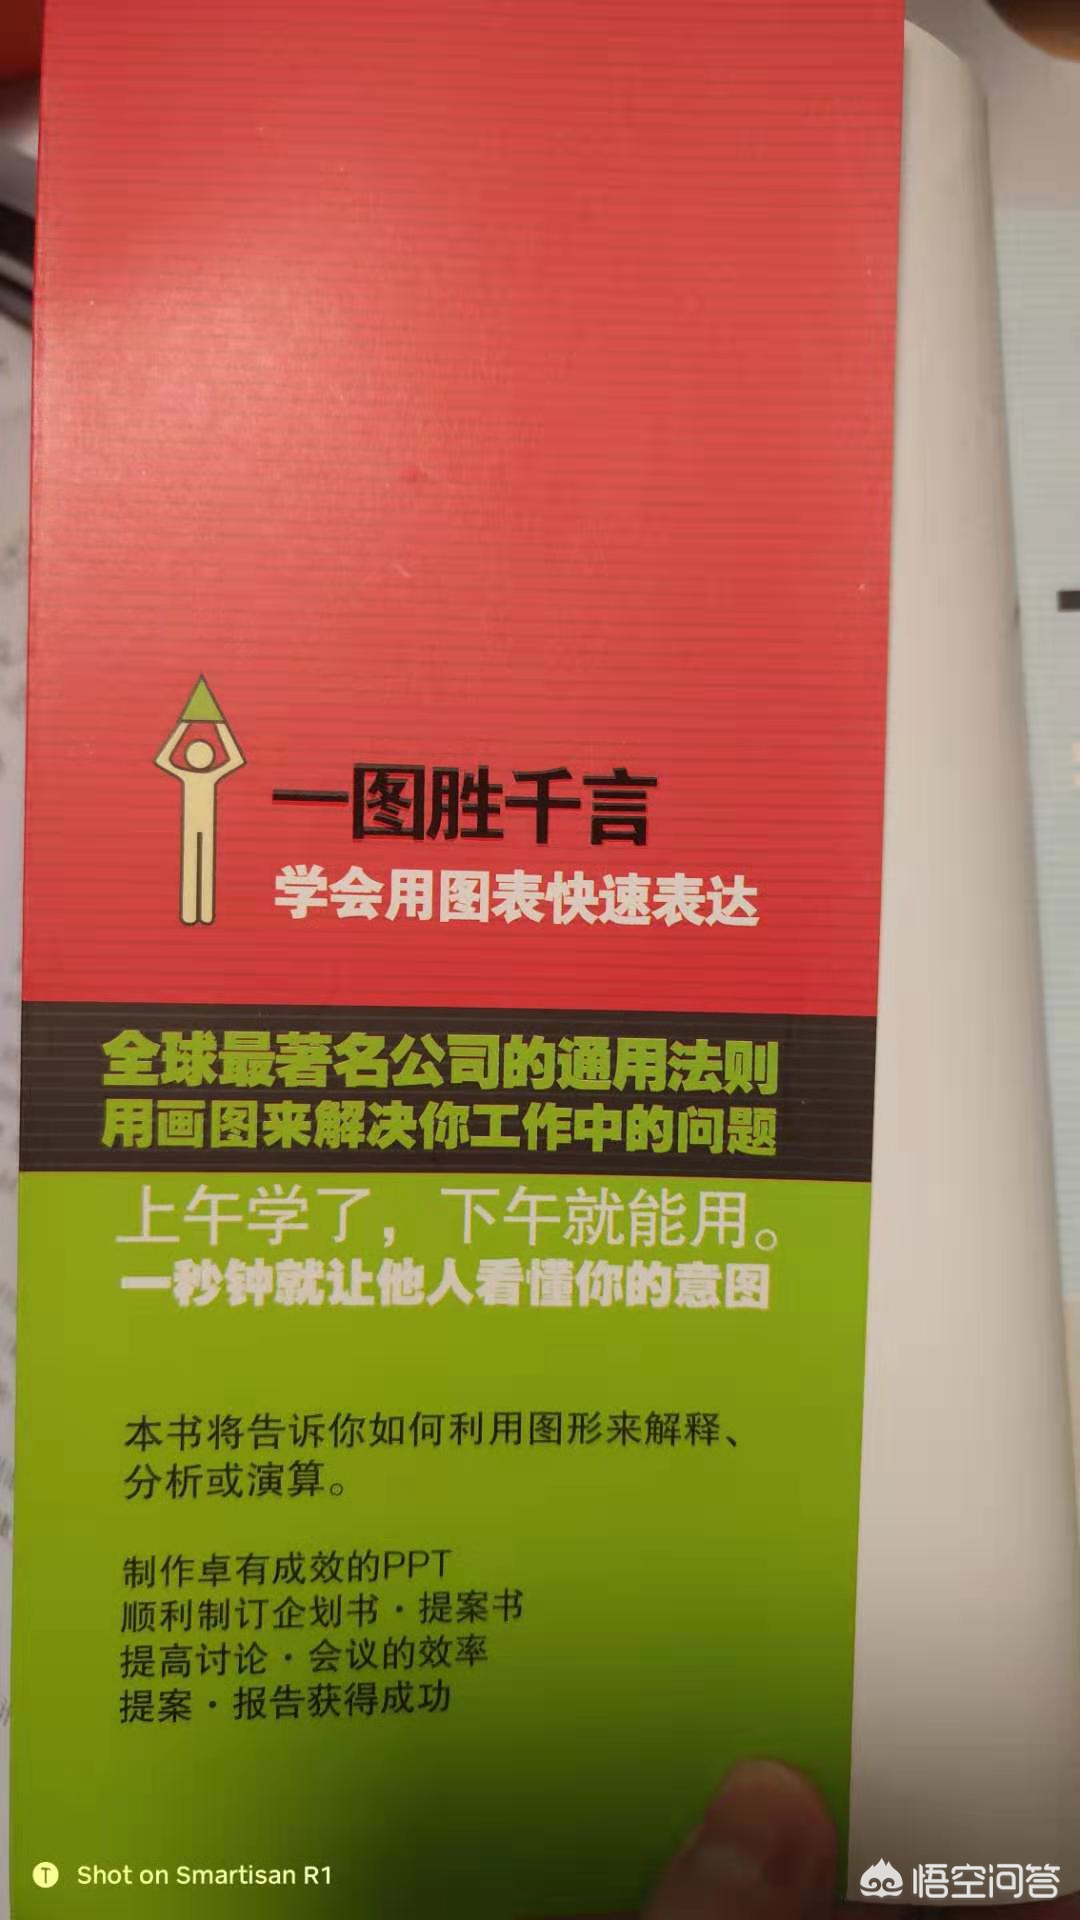 一图胜千言
学会用图表快速表达
全球最著名公司的通用法则
用画图来解决你工作中的问题
上午学了，下午就能用。
一秒钟就让他人看懂你的意图
本书将告诉你如何利用图形来解释、
分析或演算。
制作卓有成效的PPT
顺利制订企划书·提案书
提高讨论·会议的效率
提案·报告获得成功
T Shot on Smartisan R1
悟空问答